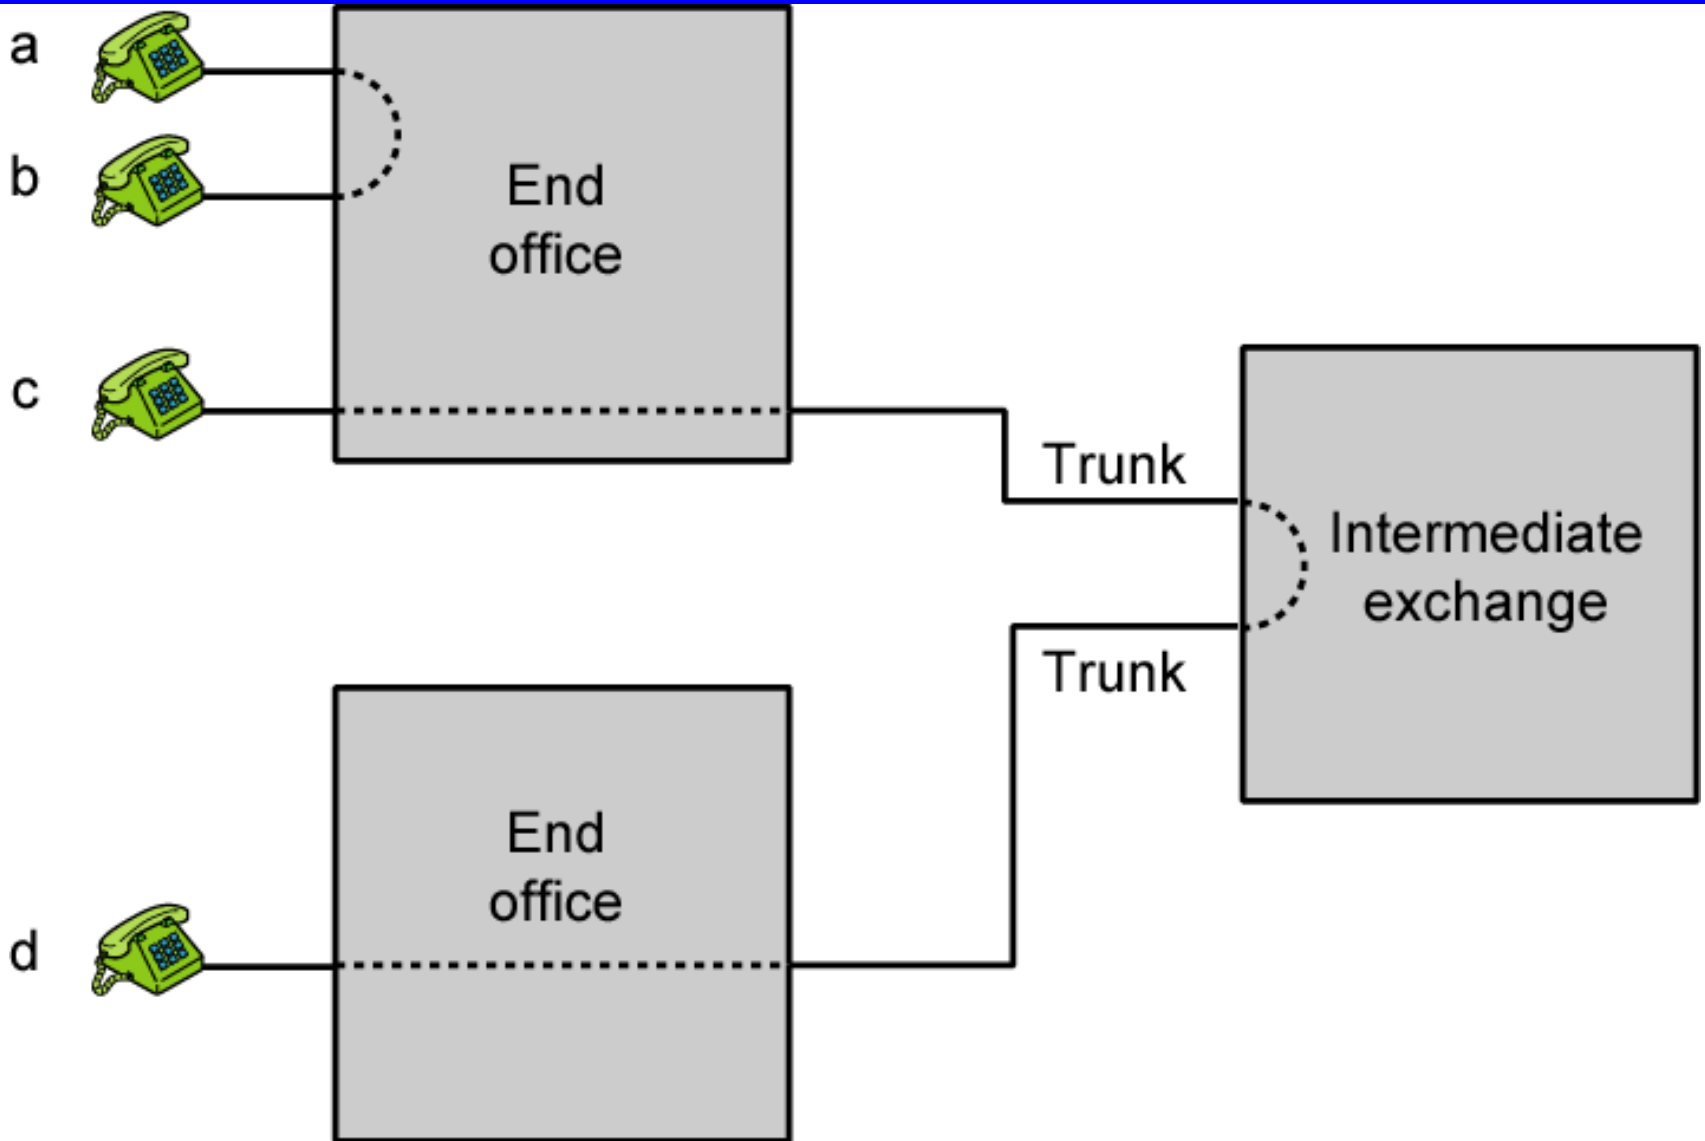 a
b
End
office
c
Trunk
Intermediate
exchange
Trunk
End
office
d